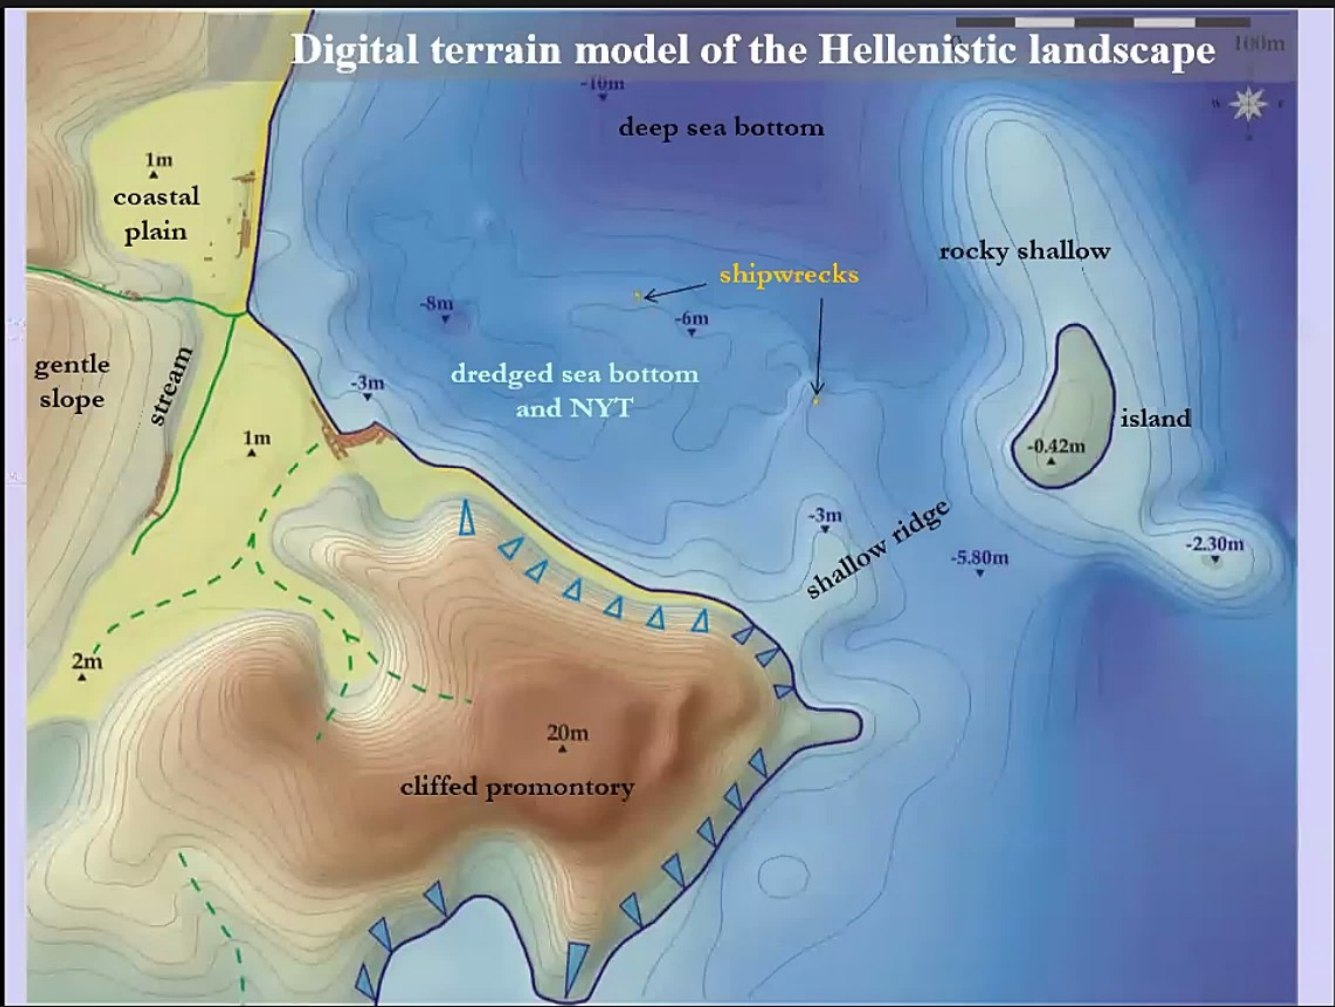 Digital terrain model of the Hellenistic landscape
100m
-10m
deep sea bottom
W
1m
coastal
plain
rocky shallow
shipwrecks
-8m
-6m
gentle
slope
stream
-3m
dredged sea bottom
and NYT
island
1m
-0.42m
-3m
shallow ridge
-5.80m
-2.30m
2m
20m
cliffed promontory